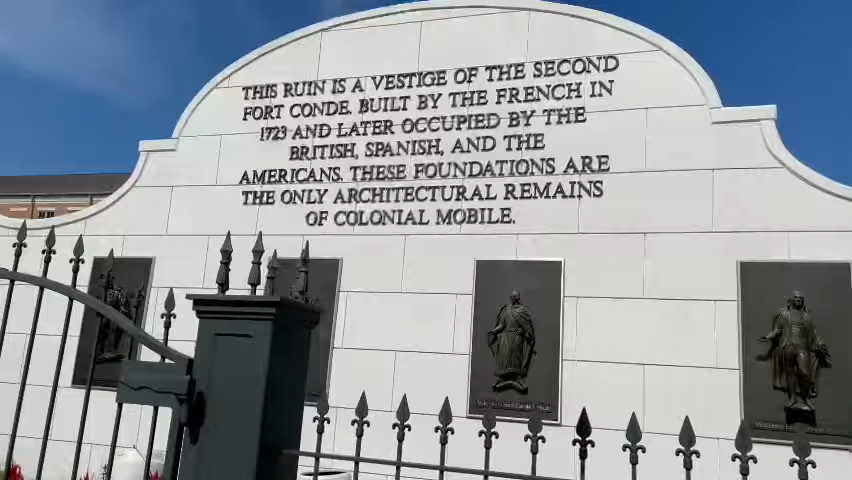 THIS RUIN IS A VESTIGE OF THE SECOND
FORT CONDE, BUILT BY THE FRENCH IN
1723 AND LATER OCCUPIED BY THE
BRITISH, SPANISH, AND THE
AMERICANS. THESE FOUNDATIONS ARE
THE ONLY ARCHITECTURAL REMAINS
OF COLONIAL MOBILE.